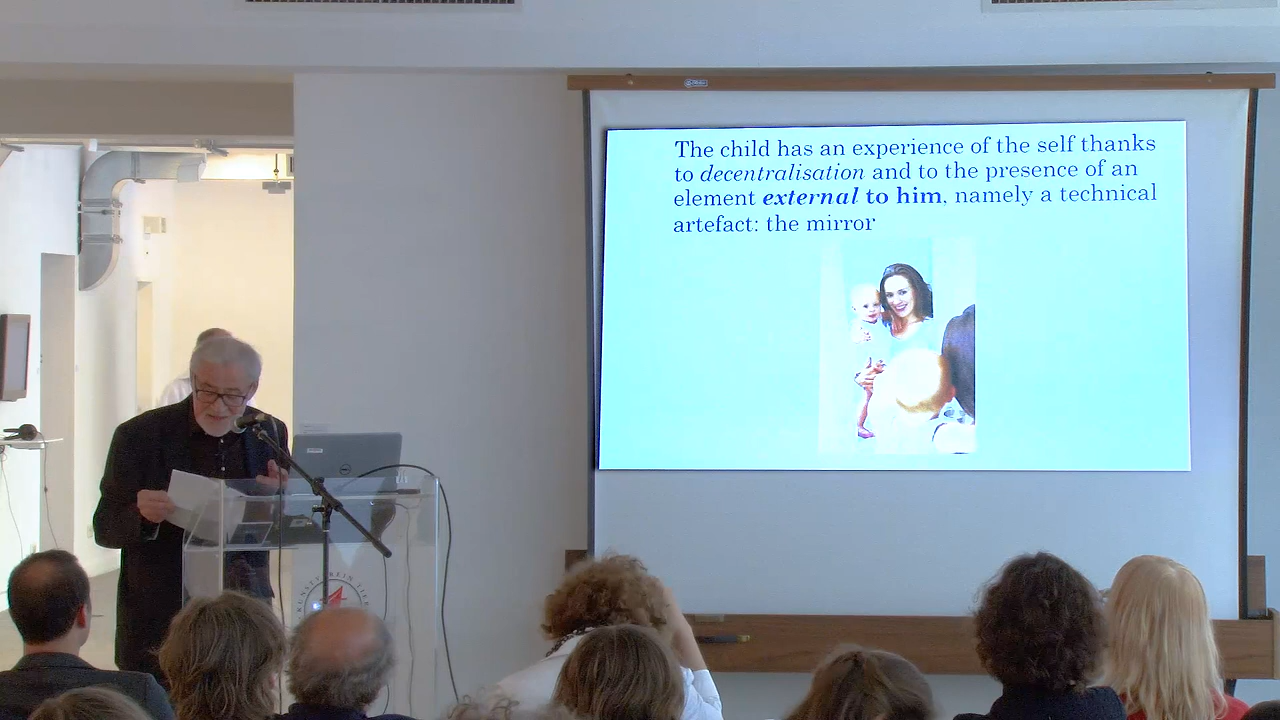 The child has an experience of the self thanks
to decentralisation and to the presence of an
element external to him, namely a technical
artefact: the mirror